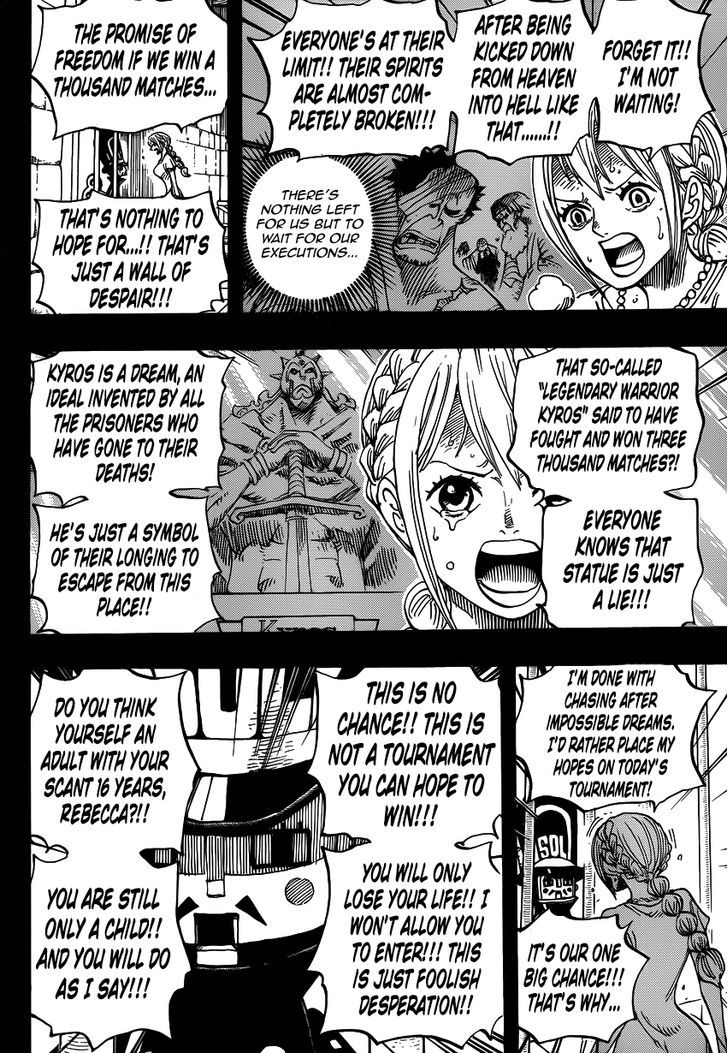 FORGET IT!!
I'M NOT
WAITING!
AFTER
BEING
KICKED DOWN
FROM HEAVEN
INTO HELL LIKE
THAT......!!
EVERYONE'S AT THEIR
LIMIT!! THEIR SPIRITS
ARE ALMOST COM-
PLETELY BROKEN!!!
THERE'S
NOTHING LEFT
FOR US BUT TO
WAIT FOR OUR
EXECUTIONS...
THE PROMISE OF
FREEDOM IF WE WIN A
THOUSAND MATCHES...
THAT'S NOTHING TO
HOPE FOR...!! THAT'S
JUST A WALL OF
DESPAIR!!!
THAT SO-CALLED
"LEGENDARY WARRIOR
KYROS" SAID TO HAVE
FOUGHT AND WON THREE
THOUSAND MATCHES?!
EVERYONE
KNOWS THAT
STATUE IS JUST
A LIE!!!
KYROS IS A DREAM, AN
IDEAL INVENTED BY ALL
THE PRISONERS WHO
HAVE GONE TO THEIR
DEATHS!
HE'S JUST A SYMBOL
OF THEIR LONGING TO
ESCAPE FROM THIS
PLACE!!
KYROS
I'M DONE WITH
CHASING AFTER
IMPOSSIBLE DREAMS.
I'D RATHER PLACE MY
HOPES ON TODAY'S
TOURNAMENT!
SOL
IT'S OUR ONE
BIG CHANCE!!!
THAT'S WHY...
THIS IS NO
CHANCE!! THIS IS
NOT A TOURNAMENT
YOU CAN HOPE TO
WIN!!!
YOU WILL ONLY
LOSE YOUR LIFE!! I
WON'T ALLOW YOU
TO ENTER!!! THIS
IS JUST FOOLISH
DESPERATION!!
DO YOU THINK
YOURSELF AN
ADULT WITH YOUR
SCANT 16 YEARS,
REBECCA?!!
YOU ARE STILL
ONLY A CHILD!!
AND YOU WILL DO
AS I SAY!!!